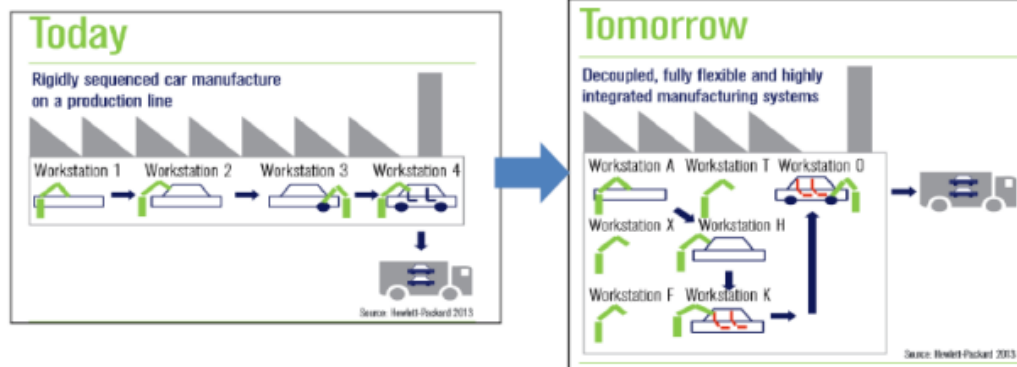 Today
Rigidly sequenced car manufacture
on a production line
Workstation 1 Workstation 2 Workstation 3 Workstation 4
Source: Hewlett-Packard 2013
Tomorrow
Decoupled, fully flexible and highly
integrated manufacturing systems
Workstation A Workstation T Workstation O
Workstation X Workstation H
Workstation F Workstation K
Source: Hewlett-Packard 2013